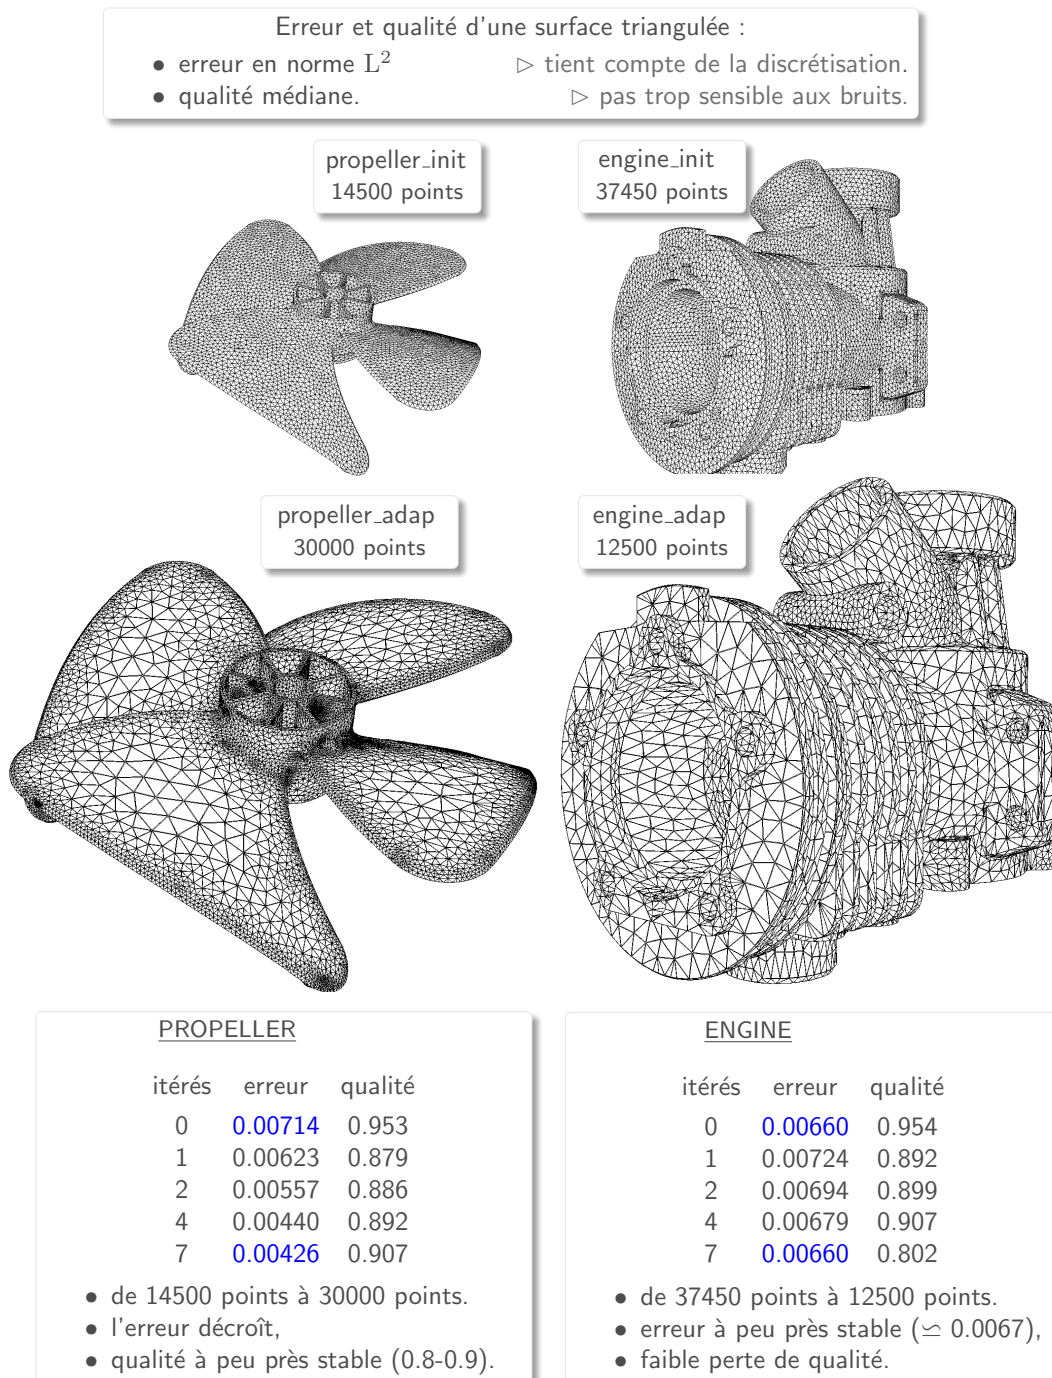 Erreur et qualité d'une surface triangulée :
• erreur en norme L² ▷ tient compte de la discrétisation.
• qualité médiane. ▷ pas trop sensible aux bruits.
propeller_init
14500 points
engine_init
37450 points
propeller_adap
30000 points
engine_adap
12500 points
PROPELLER
itérés erreur qualité
0 0.00714 0.953
1 0.00623 0.879
2 0.00557 0.886
4 0.00440 0.892
7 0.00426 0.907
• de 14500 points à 30000 points.
• l'erreur décroît,
• qualité à peu près stable (0.8-0.9).
ENGINE
itérés erreur qualité
0 0.00660 0.954
1 0.00724 0.892
2 0.00694 0.899
4 0.00679 0.907
7 0.00660 0.802
• de 37450 points à 12500 points.
• erreur à peu près stable (≃ 0.0067),
• faible perte de qualité.